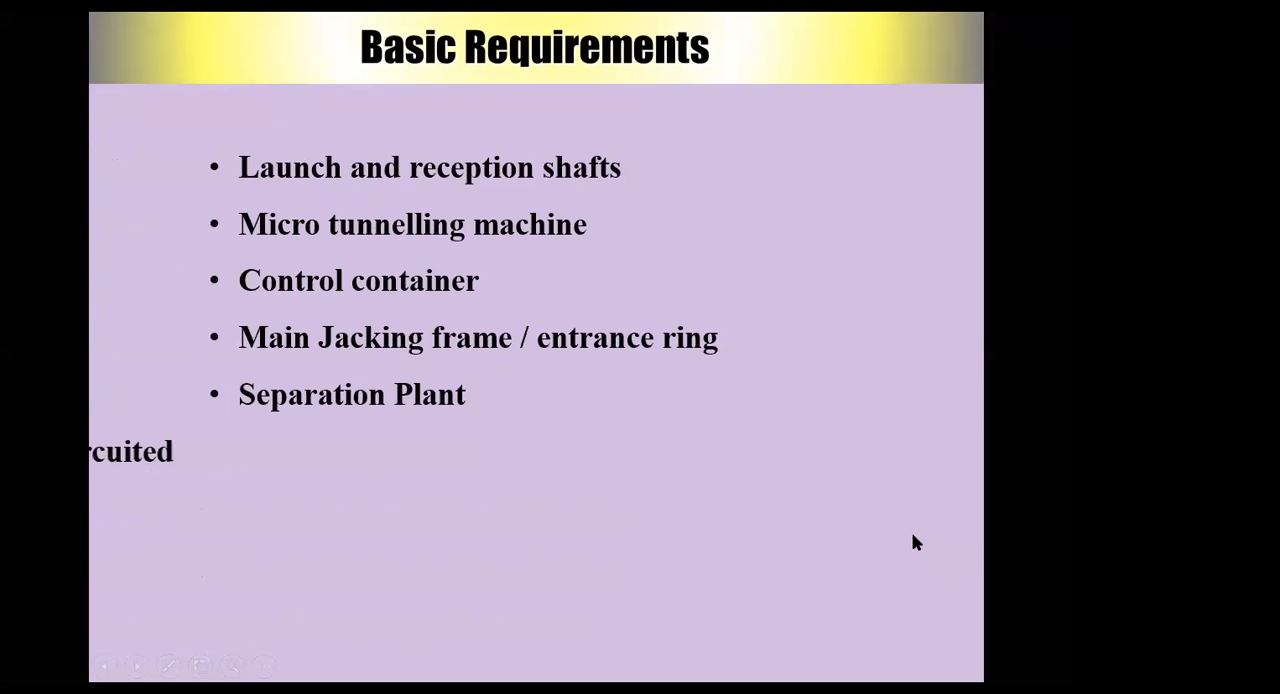 Basic Requirements
• Launch and reception shafts
• Micro tunnelling machine
• Control container
• Main Jacking frame / entrance ring
• Separation Plant
rcuited